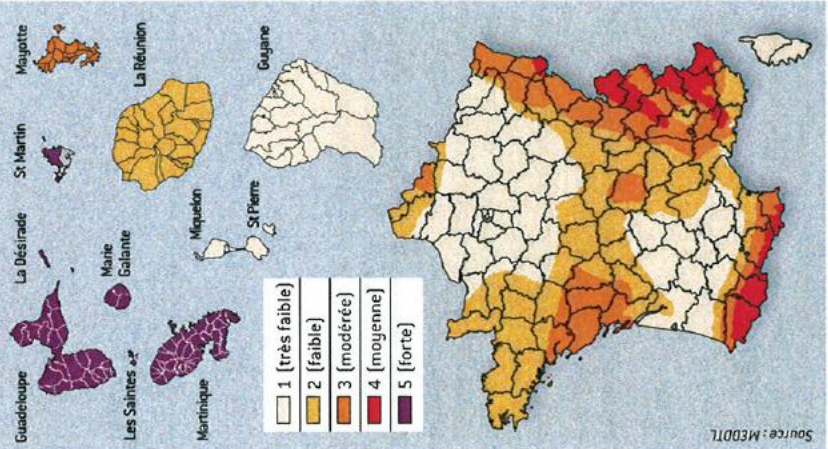 Guadeloupe
La Désirade
St Martin
Mayotte
Les Saintes
Marie
Galante
La Réunion
Martinique
Miquelon
St Pierre
Guyane
1 (très faible)
2 (faible)
3 (modérée)
4 (moyenne)
5 (forte)
Source : MEDDTL